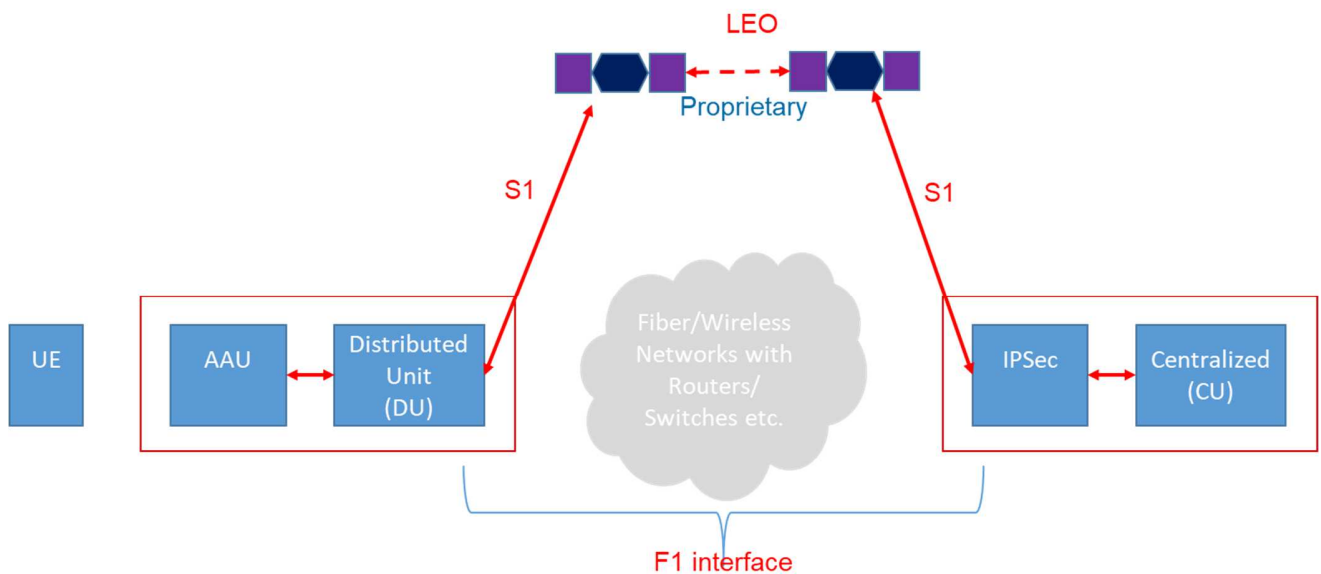 LEO
Proprietary
S1
S1
UE
AAU
Distributed
Unit
(DU)
Fiber/Wireless
Networks with
Routers/
Switches etc.
IPSec
Centralized
(CU)
F1 interface